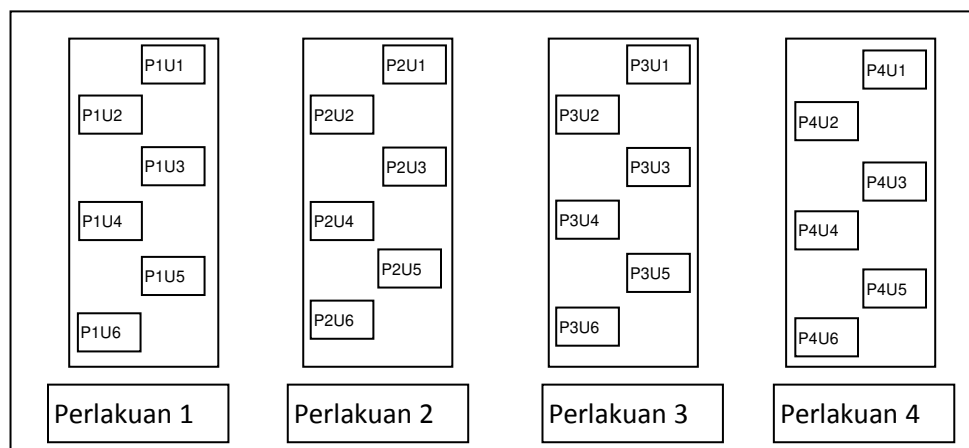 P1U1
P1U2
P1U3
P1U4
P1U5
P1U6
Perlakuan 1
P2U1
P2U2
P2U3
P2U4
P2U5
P2U6
Perlakuan 2
P3U1
P3U2
P3U3
P3U4
P3U5
P3U6
Perlakuan 3
P4U1
P4U2
P4U3
P4U4
P4U5
P4U6
Perlakuan 4